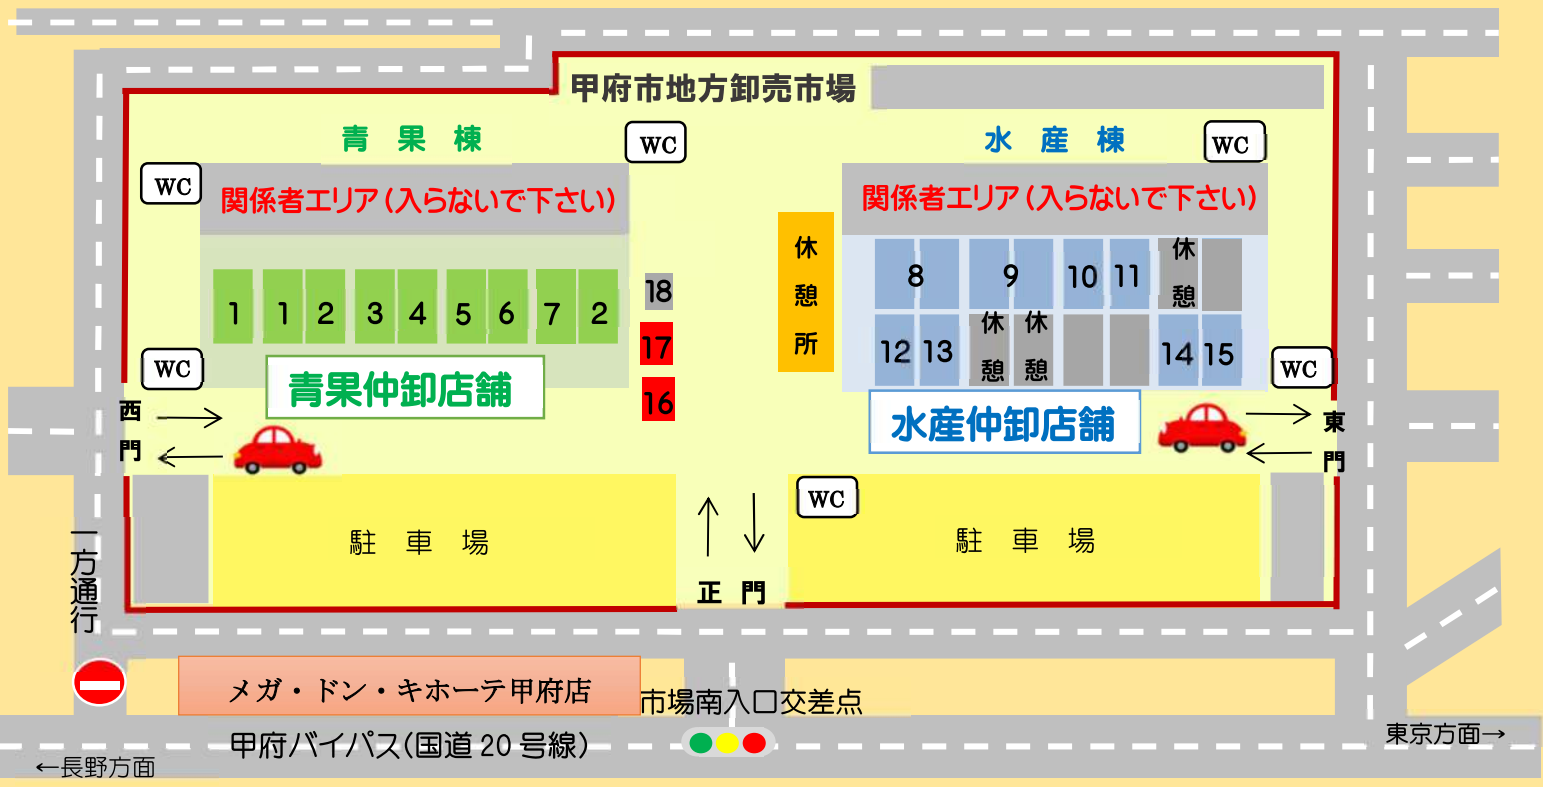 甲府市地方卸売市場
青果棟
WC
水産棟
WC
WC
関係者エリア(入らないで下さい)
関係者エリア(入らないで下さい)
休憩所
8 9 10 11 休憩
1 1 2 3 4 5 6 7 2
18
17
16
12 13 休憩 休憩 14 15
WC
WC
青果仲卸店舗
水産仲卸店舗
西門
東門
WC
駐車場
駐車場
正門
一方通行
メガ・ドン・キホーテ甲府店
市場南入口交差点
甲府バイパス(国道20号線)
東京方面→
←長野方面